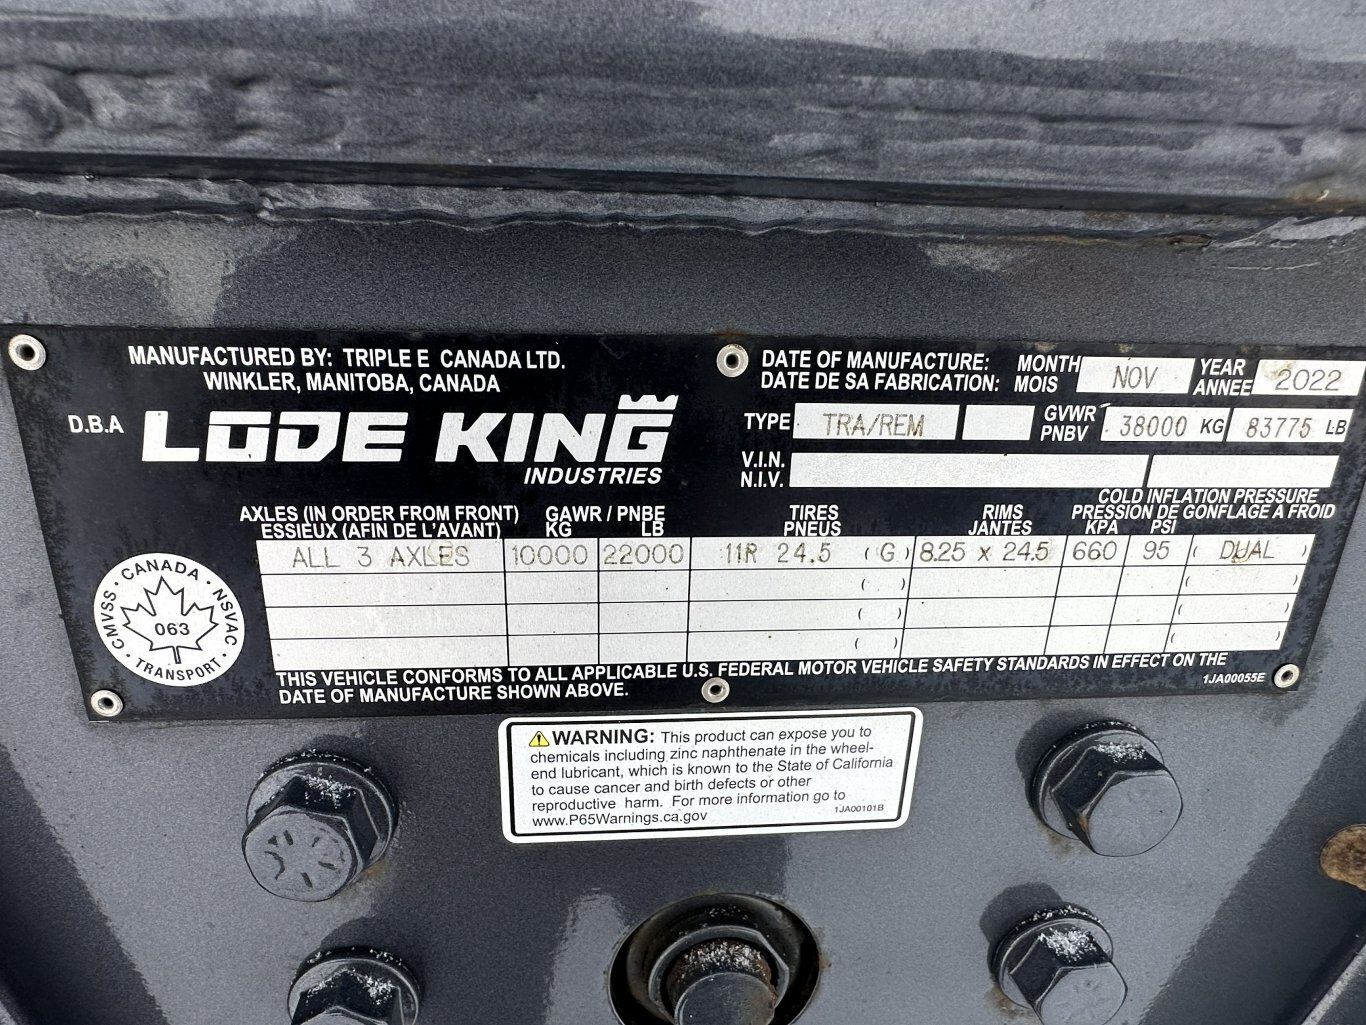 MANUFACTURED BY: TRIPLE E CANADA LTD.
WINKLER, MANITOBA, CANADA
D.B.A LODE KING
INDUSTRIES
DATE OF MANUFACTURE: MONTH NOV YEAR 2022
DATE DE SA FABRICATION: MOIS ANNEE
TYPE TRA/REM GVWR 38000 KG 83775 LB
PNBV
V.I.N.
N.I.V.
COLD INFLATION PRESSURE
AXLES (IN ORDER FROM FRONT) GAWR / PNBE TIRES RIMS PRESSION DE GONFLAGE A FROID
ESSIEUX (AFIN DE L'AVANT) KG LB PNEUS JANTES KPA PSI
ALL 3 AXLES 10000 22000 11R 24.5 (G) 8.25 x 24.5 660 95 ( DUAL )
( ) ( )
( ) ( )
( ) ( )
CANADA · NSVAC · TRANSPORT · CMVSS ·
063
THIS VEHICLE CONFORMS TO ALL APPLICABLE U.S. FEDERAL MOTOR VEHICLE SAFETY STANDARDS IN EFFECT ON THE
DATE OF MANUFACTURE SHOWN ABOVE.
1JA00055E
WARNING: This product can expose you to
chemicals including zinc naphthenate in the wheel-
end lubricant, which is known to the State of California
to cause cancer and birth defects or other
reproductive harm. For more information go to
www.P65Warnings.ca.gov
1JA00101B